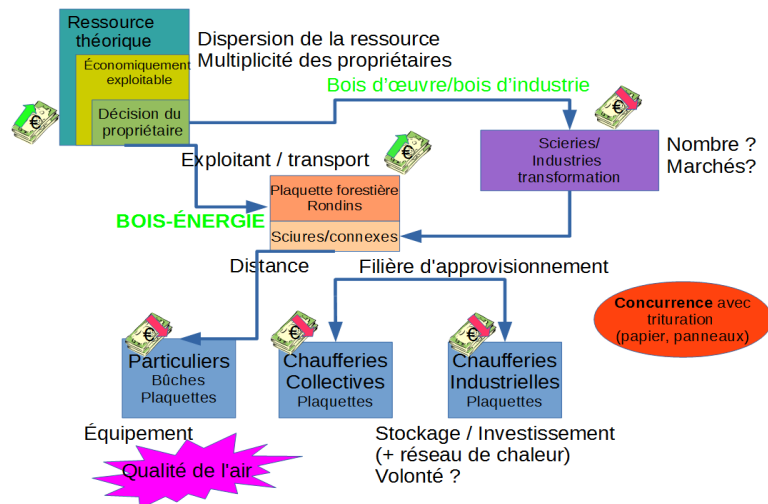 Ressource
théorique
Économiquement
exploitable
Décision du
propriétaire
Dispersion de la ressource
Multiplicité des propriétaires
Bois d'œuvre/bois d'industrie
€
€
€
Scieries/
Industries
transformation
Nombre ?
Marchés?
Exploitant / transport
Plaquette forestière
Rondins
BOIS-ÉNERGIE
Sciures/connexes
Distance
Filière d'approvisionnement
Concurrence avec
trituration
(papier, panneaux)
€
€
€
Particuliers
Bûches
Plaquettes
Chaufferies
Collectives
Plaquettes
Chaufferies
Industrielles
Plaquettes
Équipement
Qualité de l'air
Stockage / Investissement
(+ réseau de chaleur)
Volonté ?